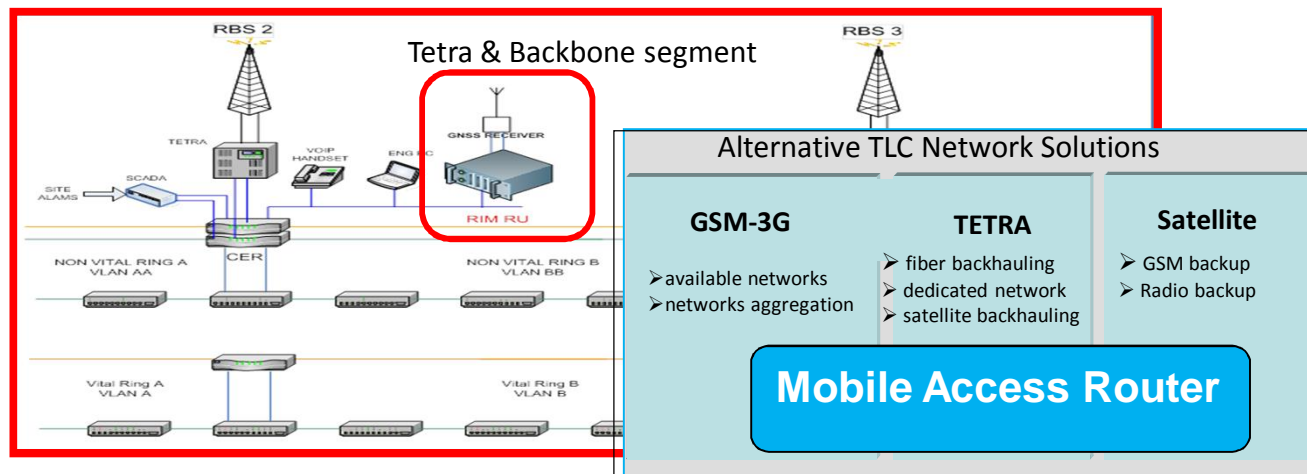 RBS 2
RBS 3
Tetra & Backbone segment
GNSS RECEIVER
TETRA
VOIP
HANDSET
SCADA
SITE
ALAMS
RIM RU
CER
NON VITAL RING A
VLAN AA
NON VITAL RING B
VLAN BB
Vital Ring A
VLAN A
Vital Ring B
VLAN B
Alternative TLC Network Solutions
GSM-3G
➢available networks
➢networks aggregation
TETRA
➢ fiber backhauling
➢ dedicated network
➢ satellite backhauling
Satellite
➢ GSM backup
➢ Radio backup
Mobile Access Router